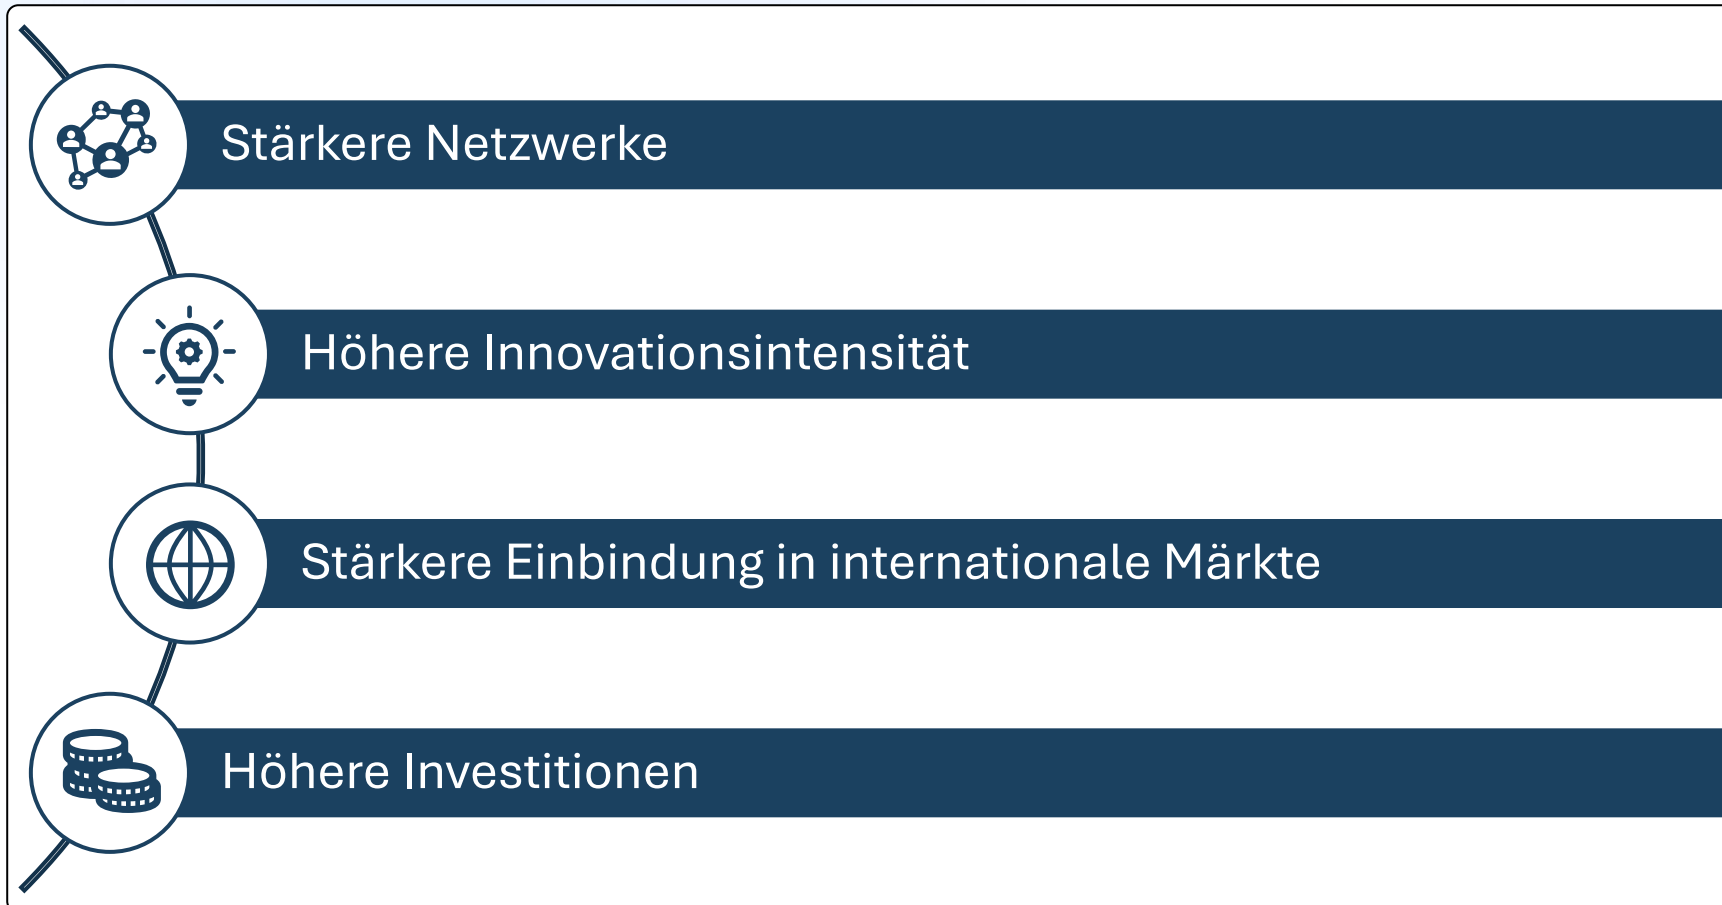 Stärkere Netzwerke
Höhere Innovationsintensität
Stärkere Einbindung in internationale Märkte
Höhere Investitionen